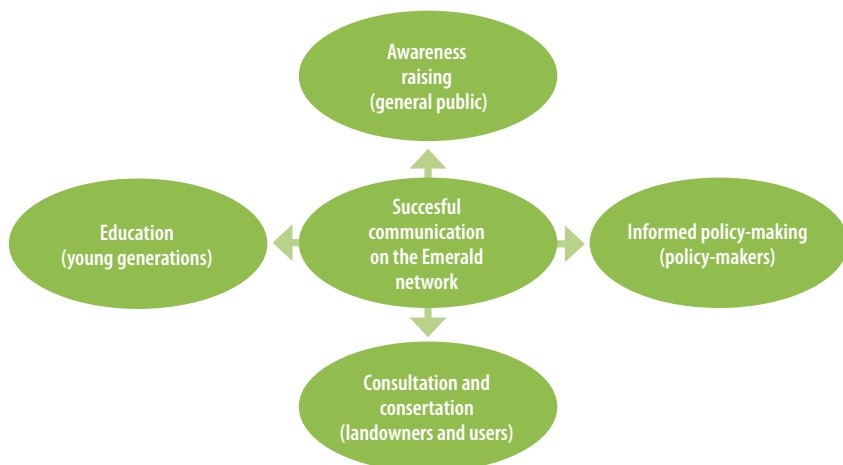 Awareness
raising
(general public)
Education
(young generations)
Succesful
communication
on the Emerald
network
Informed policy-making
(policy-makers)
Consultation and
consertation
(landowners and users)